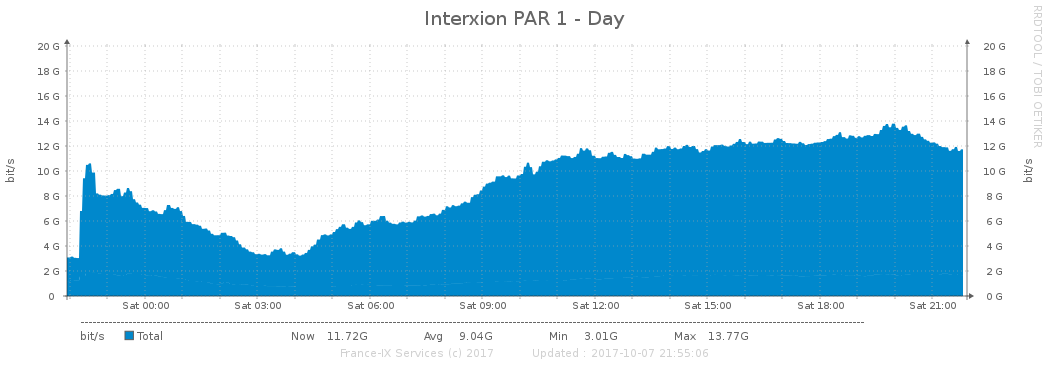 Interxion PAR 1 - Day
RRDTOOL / TOBI OETIKER
bit/s
20 G
18 G
16 G
14 G
12 G
10 G
8 G
6 G
4 G
2 G
0
20 G
18 G
16 G
14 G
12 G
10 G
8 G
6 G
4 G
2 G
0 G
bit/s
Sat 00:00 Sat 03:00 Sat 06:00 Sat 09:00 Sat 12:00 Sat 15:00 Sat 18:00 Sat 21:00
bit/s Total Now 11.72G Avg 9.04G Min 3.01G Max 13.77G
France-IX Services (c) 2017 Updated : 2017-10-07 21:55:06